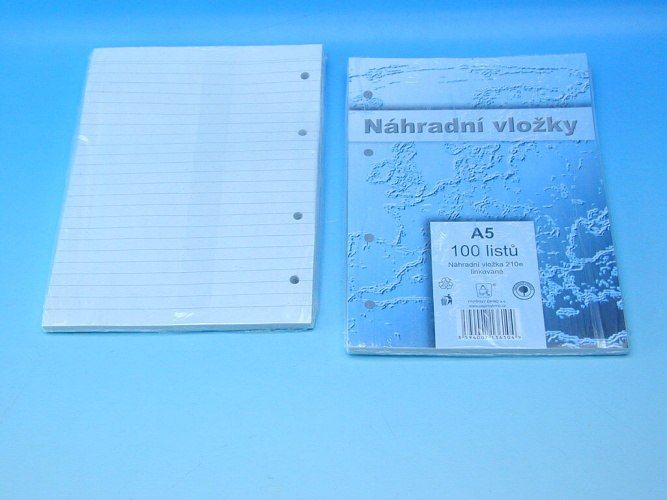 Náhradní vložky
A5
100 listů
Náhradní vložka 210e
linkovaná